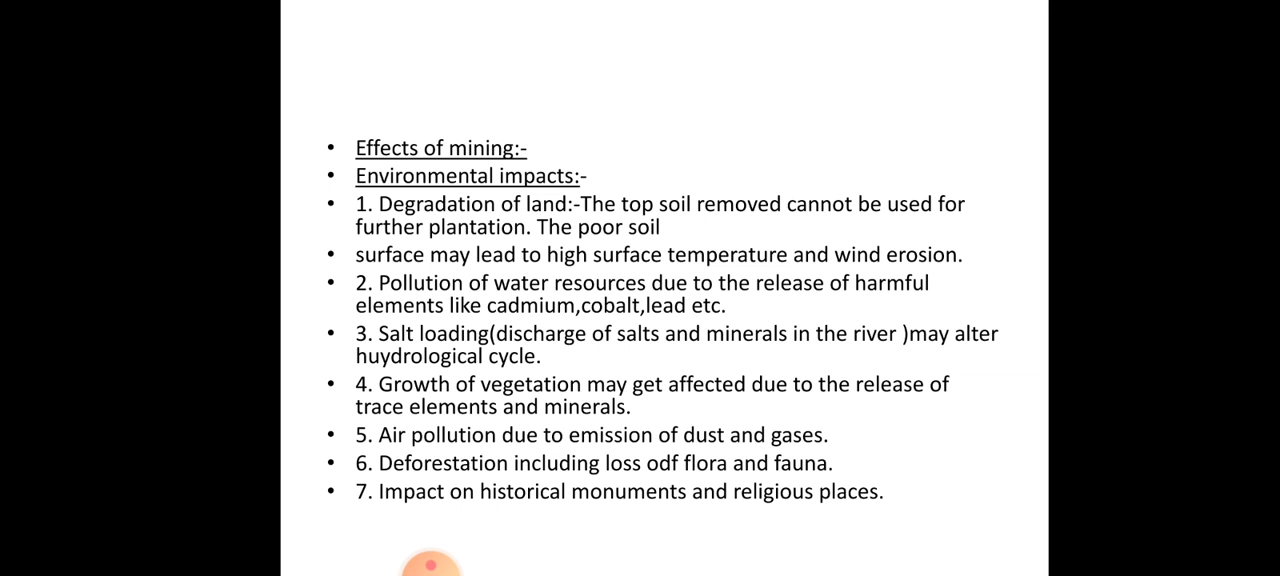 • Effects of mining:-
• Environmental impacts:-
• 1. Degradation of land:-The top soil removed cannot be used for
further plantation. The poor soil
• surface may lead to high surface temperature and wind erosion.
• 2. Pollution of water resources due to the release of harmful
elements like cadmium,cobalt,lead etc.
• 3. Salt loading(discharge of salts and minerals in the river )may alter
huydrological cycle.
• 4. Growth of vegetation may get affected due to the release of
trace elements and minerals.
• 5. Air pollution due to emission of dust and gases.
• 6. Deforestation including loss odf flora and fauna.
• 7. Impact on historical monuments and religious places.